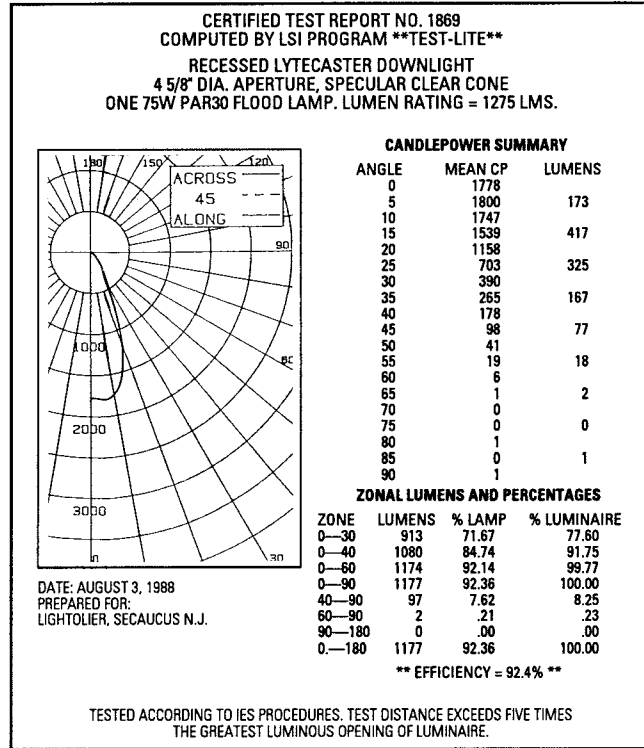 CERTIFIED TEST REPORT NO. 1869
COMPUTED BY LSI PROGRAM **TEST-LITE**
RECESSED LYTECASTER DOWNLIGHT
4 5/8" DIA. APERTURE, SPECULAR CLEAR CONE
ONE 75W PAR30 FLOOD LAMP. LUMEN RATING = 1275 LMS.
180 150 120
ACROSS
45
ALONG
90
60
1000
2000
3000
0 30
DATE: AUGUST 3, 1988
PREPARED FOR:
LIGHTOLIER, SECAUCUS N.J.
CANDLEPOWER SUMMARY
ANGLE MEAN CP LUMENS
0 1778
5 1800 173
10 1747
15 1539 417
20 1158
25 703 325
30 390
35 265 167
40 178
45 98 77
50 41
55 19 18
60 6
65 1 2
70 0
75 0 0
80 1
85 0 1
90 1
ZONAL LUMENS AND PERCENTAGES
ZONE LUMENS % LAMP % LUMINAIRE
0—30 913 71.67 77.60
0—40 1080 84.74 91.75
0—60 1174 92.14 99.77
0—90 1177 92.36 100.00
40—90 97 7.62 8.25
60—90 2 .21 .23
90—180 0 .00 .00
0.—180 1177 92.36 100.00
** EFFICIENCY = 92.4% **
TESTED ACCORDING TO IES PROCEDURES. TEST DISTANCE EXCEEDS FIVE TIMES
THE GREATEST LUMINOUS OPENING OF LUMINAIRE.